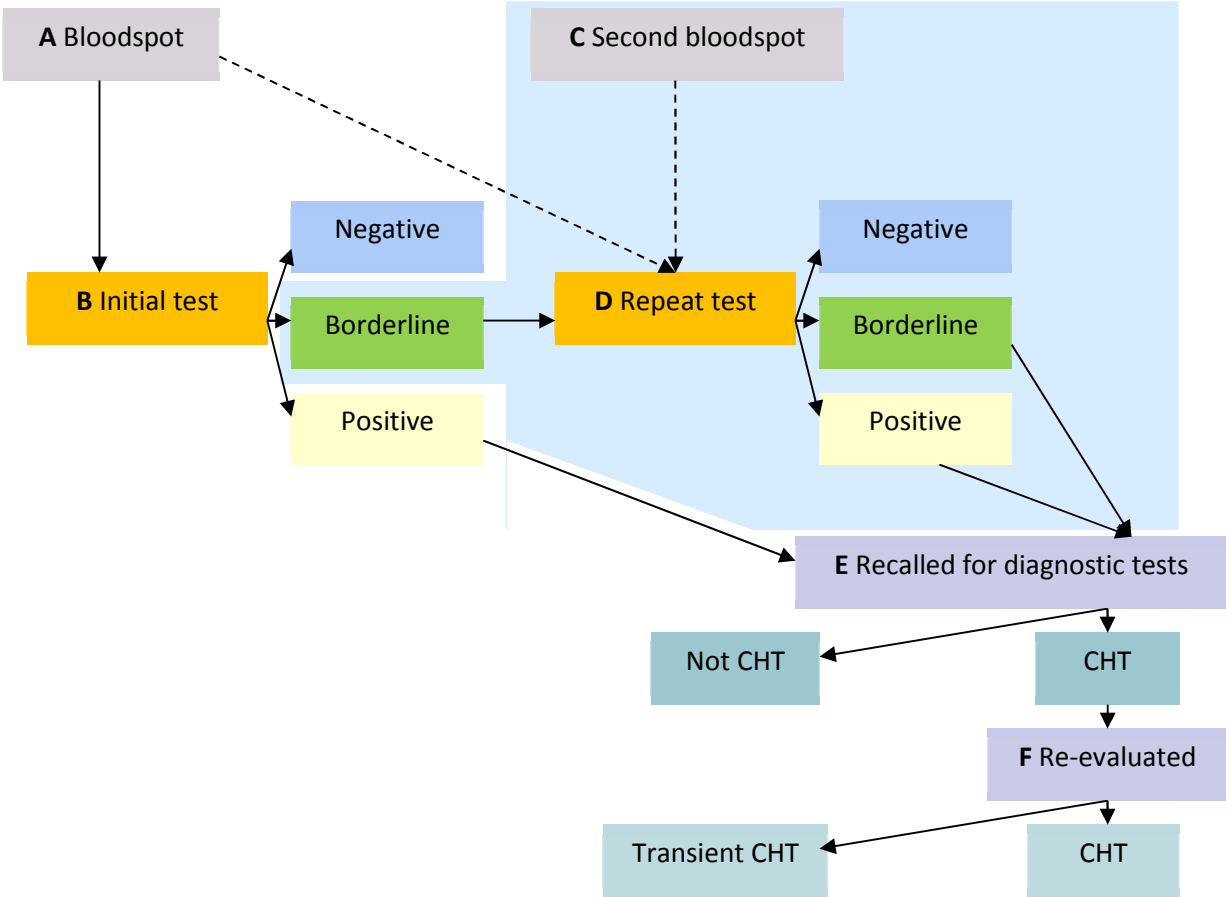 A Bloodspot
C Second bloodspot
Negative
Negative
B Initial test
Borderline
D Repeat test
Borderline
Positive
Positive
E Recalled for diagnostic tests
Not CHT
CHT
F Re-evaluated
Transient CHT
CHT